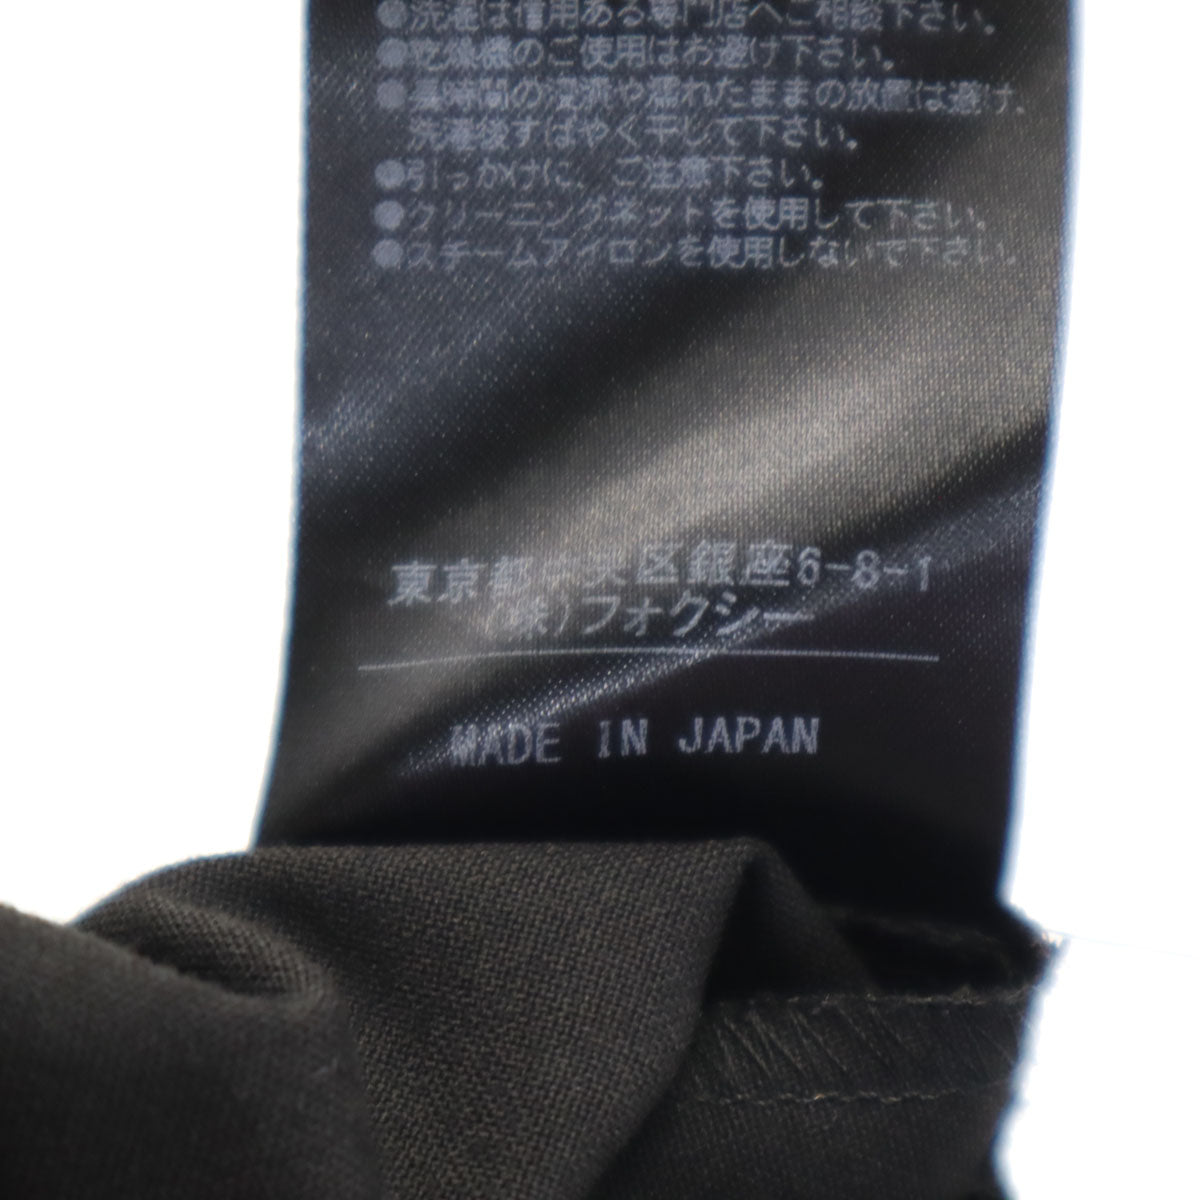 ●洗濯は信用ある専門店へご相談下さい。
●乾燥機のご使用はお避け下さい。
●長時間の浸漬や濡れたままの放置は避け、
洗濯後すばやく干して下さい。
●引っかけに、ご注意下さい。
●クリーニングネットを使用して下さい。
●スチームアイロンを使用しないで下さい。
東京都中央区銀座6-8-1
(株)フォクシー
MADE IN JAPAN